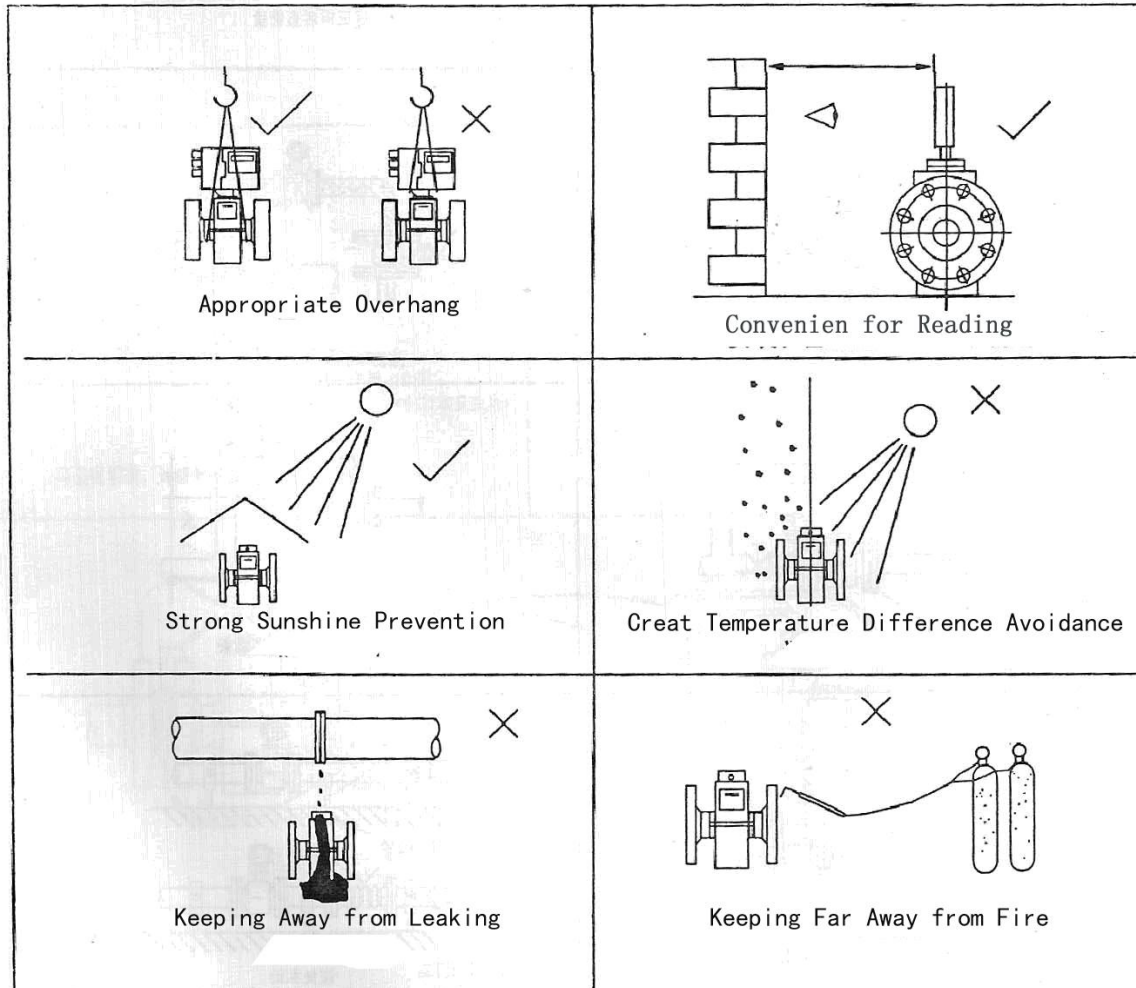 Appropriate Overhang
Convenien for Reading
Strong Sunshine Prevention
Creat Temperature Difference Avoidance
Keeping Away from Leaking
Keeping Far Away from Fire